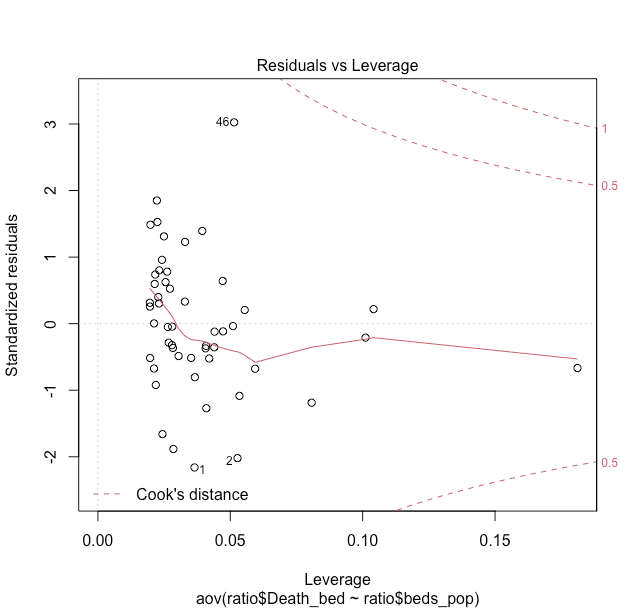 Residuals vs Leverage
Standardized residuals
3
2
1
0
-1
-2
46
1
2
1
0.5
0.5
Cook's distance
0.00 0.05 0.10 0.15
Leverage
aov(ratio$Death_bed ~ ratio$beds_pop)